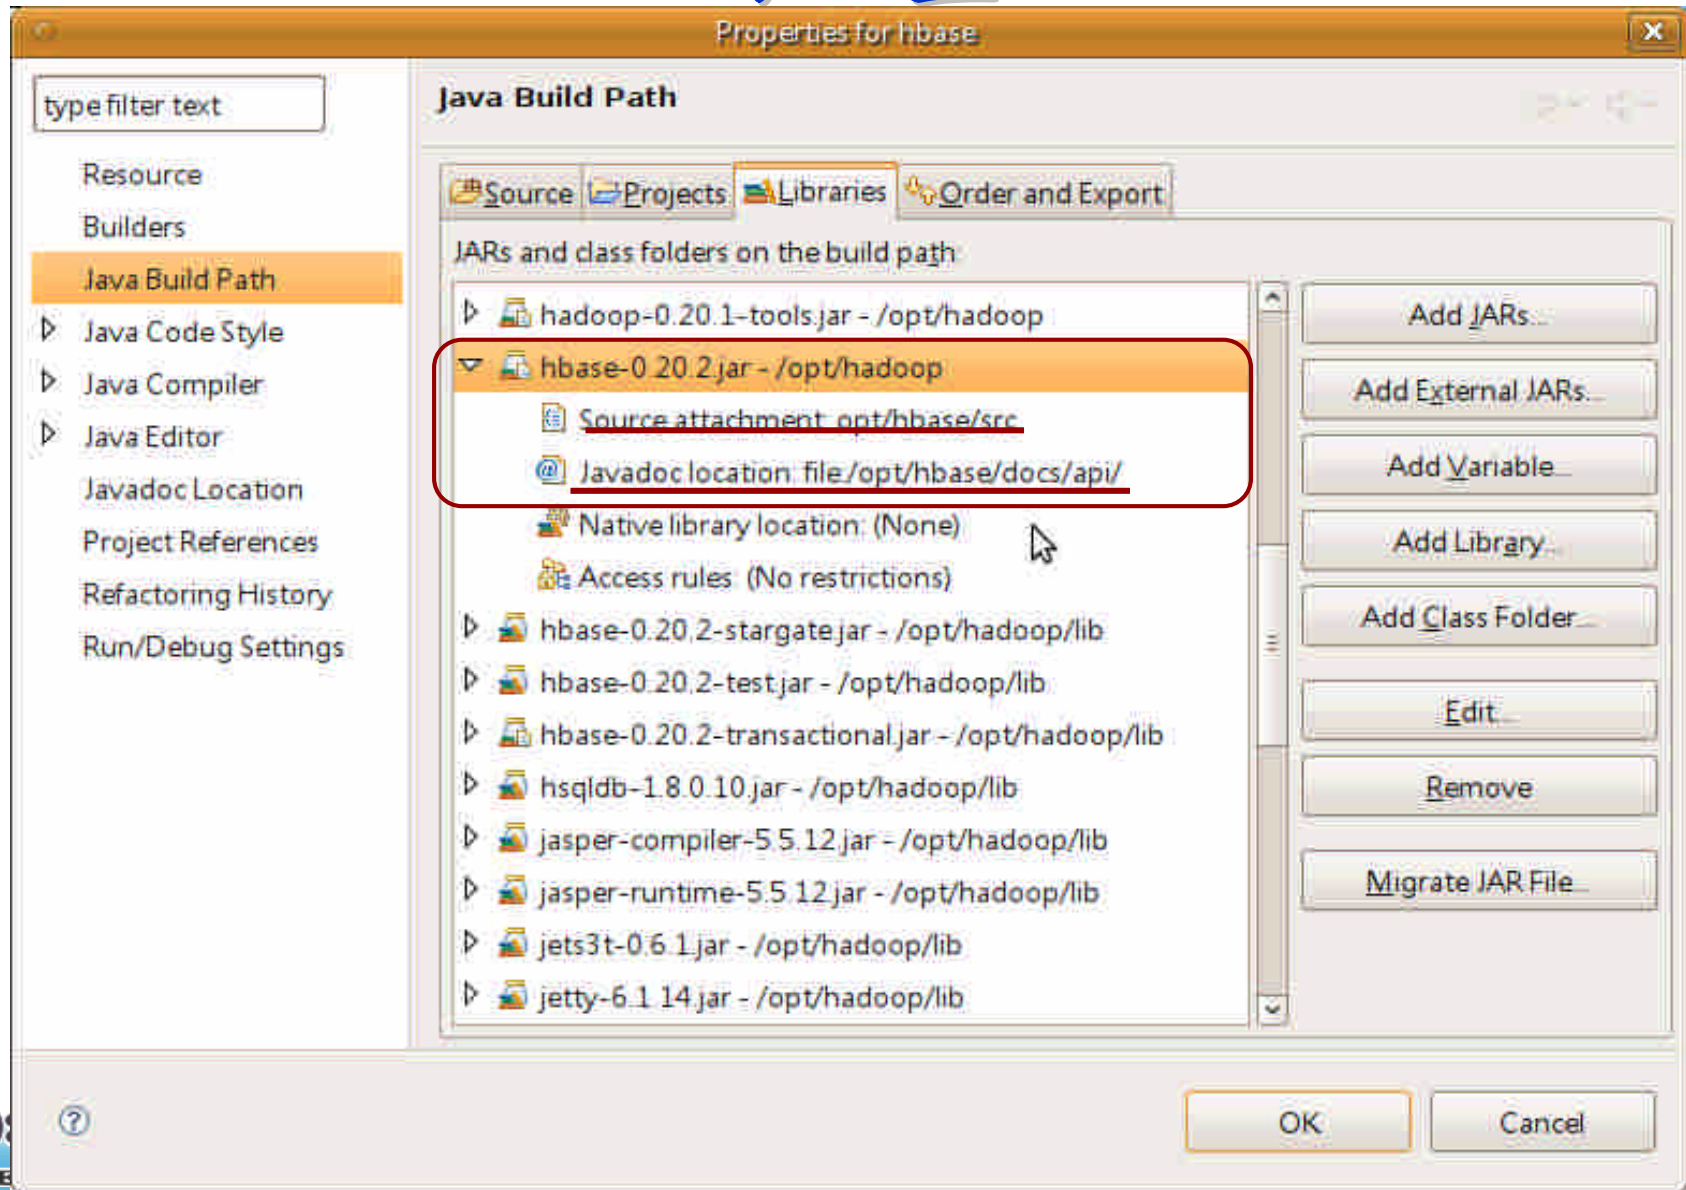 Properties for hbase
type filter text
Resource
Builders
Java Build Path
Java Code Style
Java Compiler
Java Editor
Javadoc Location
Project References
Refactoring History
Run/Debug Settings
Java Build Path
Source Projects Libraries Order and Export
JARs and class folders on the build path
hadoop-0.20.1-tools.jar - /opt/hadoop
hbase-0.20.2.jar - /opt/hadoop
Source attachment: opt/hbase/src
Javadoc location: file:/opt/hbase/docs/api/
Native library location: (None)
Access rules: (No restrictions)
hbase-0.20.2-stargate.jar - /opt/hadoop/lib
hbase-0.20.2-test.jar - /opt/hadoop/lib
hbase-0.20.2-transactional.jar - /opt/hadoop/lib
hsqldb-1.8.0.10.jar - /opt/hadoop/lib
jasper-compiler-5.5.12.jar - /opt/hadoop/lib
jasper-runtime-5.5.12.jar - /opt/hadoop/lib
jets3t-0.6.1.jar - /opt/hadoop/lib
jetty-6.1.14.jar - /opt/hadoop/lib
Add JARs...
Add External JARs...
Add Variable...
Add Library...
Add Class Folder...
Edit...
Remove
Migrate JAR File...
OK
Cancel